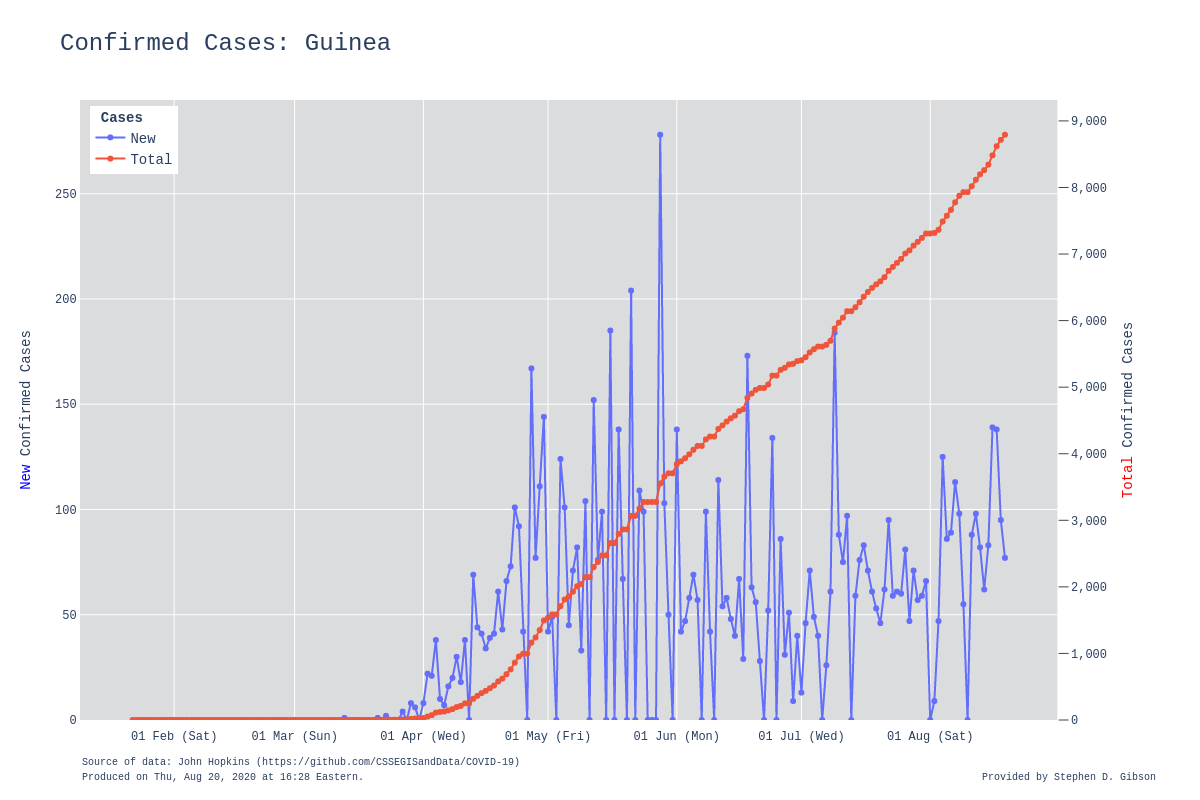 Confirmed Cases: Guinea
Cases
New
Total
250
200
150
100
50
0
9,000
8,000
7,000
6,000
5,000
4,000
3,000
2,000
1,000
0
New Confirmed Cases
Total Confirmed Cases
01 Feb (Sat) 01 Mar (Sun) 01 Apr (Wed) 01 May (Fri) 01 Jun (Mon) 01 Jul (Wed) 01 Aug (Sat)
Source of data: John Hopkins (https://github.com/CSSEGISandData/COVID-19)
Produced on Thu, Aug 20, 2020 at 16:28 Eastern.
Provided by Stephen D. Gibson